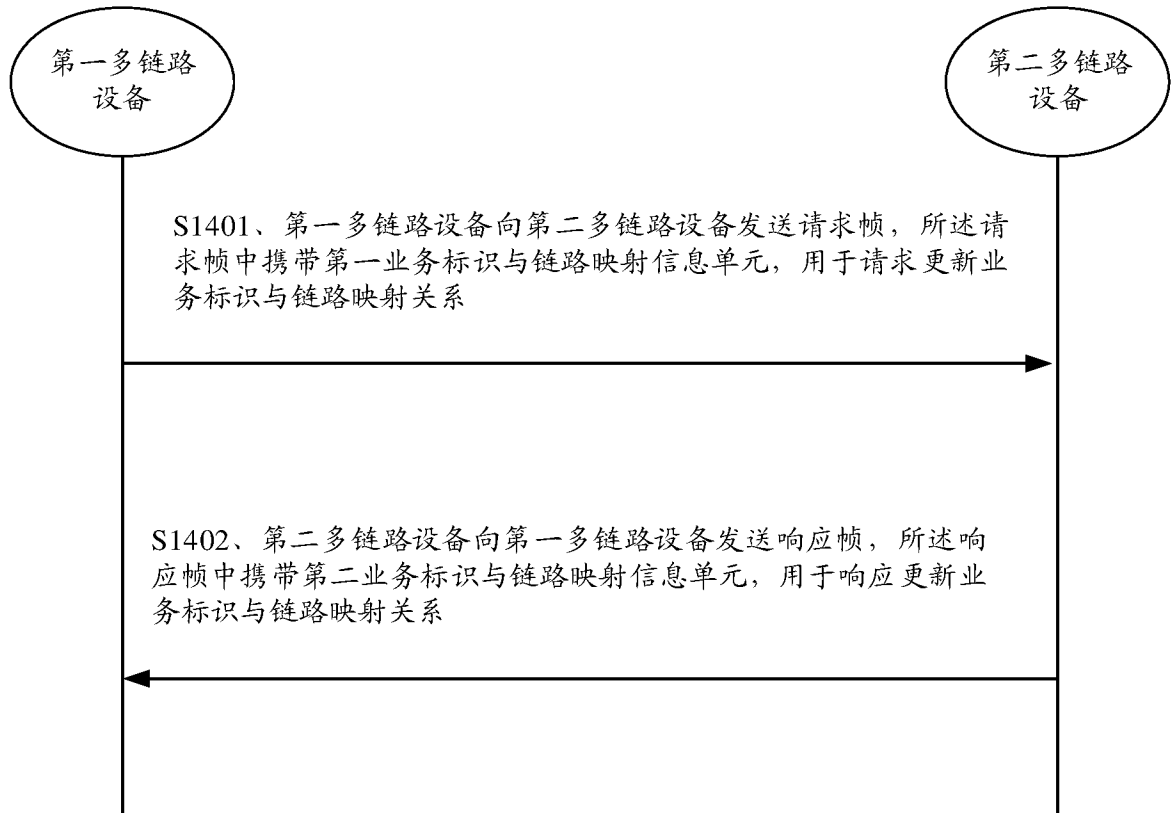 第一多链路
设备
第二多链路
设备
S1401、第一多链路设备向第二多链路设备发送请求帧，所述请
求帧中携带第一业务标识与链路映射信息单元，用于请求更新业
务标识与链路映射关系
S1402、第二多链路设备向第一多链路设备发送响应帧，所述响
应帧中携带第二业务标识与链路映射信息单元，用于响应更新业
务标识与链路映射关系